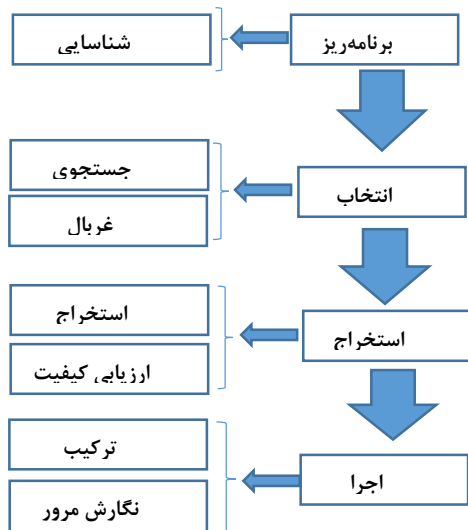 برنامه‌ریز
شناسایی
انتخاب
جستجوی
غربال
استخراج
استخراج
ارزیابی کیفیت
اجرا
ترکیب
نگارش مرور